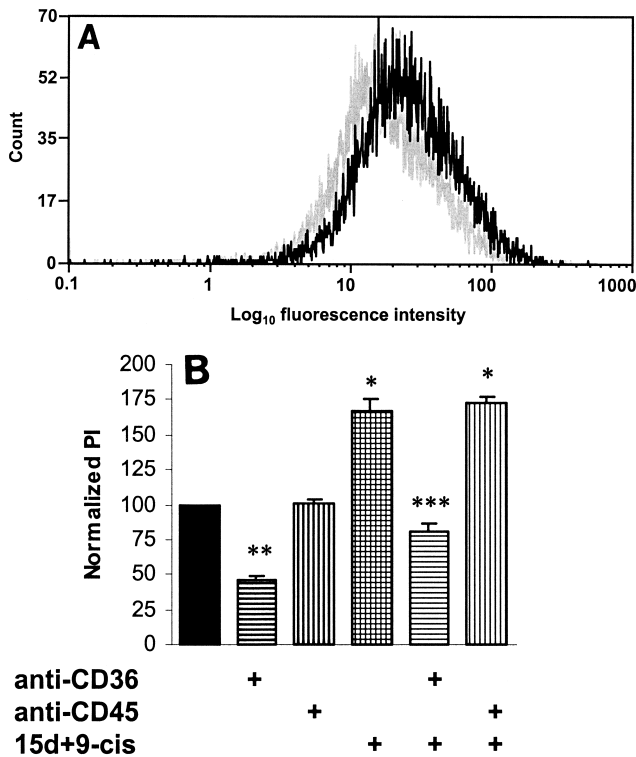 A
70
52
35
17
0
Count
0.1 1 10 100 1000
Log10 fluorescence intensity
B
200
175
150
125
100
75
50
25
0
Normalized PI
** * *** *
anti-CD36 + +
anti-CD45 + +
15d+9-cis + + +